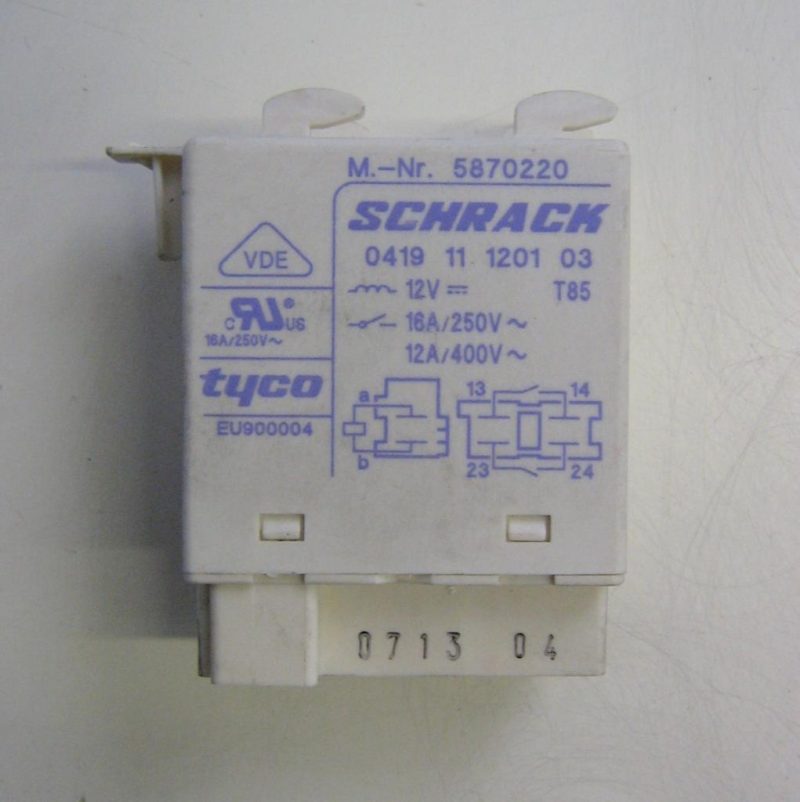 M.-Nr. 5870220
SCHRACK
0419 11 1201 03
12V T85
16A/250V~
12A/400V~
VDE
c RU® US
16A/250V~
tyco
EU900004
a
b
13 14
23 24
0713 04